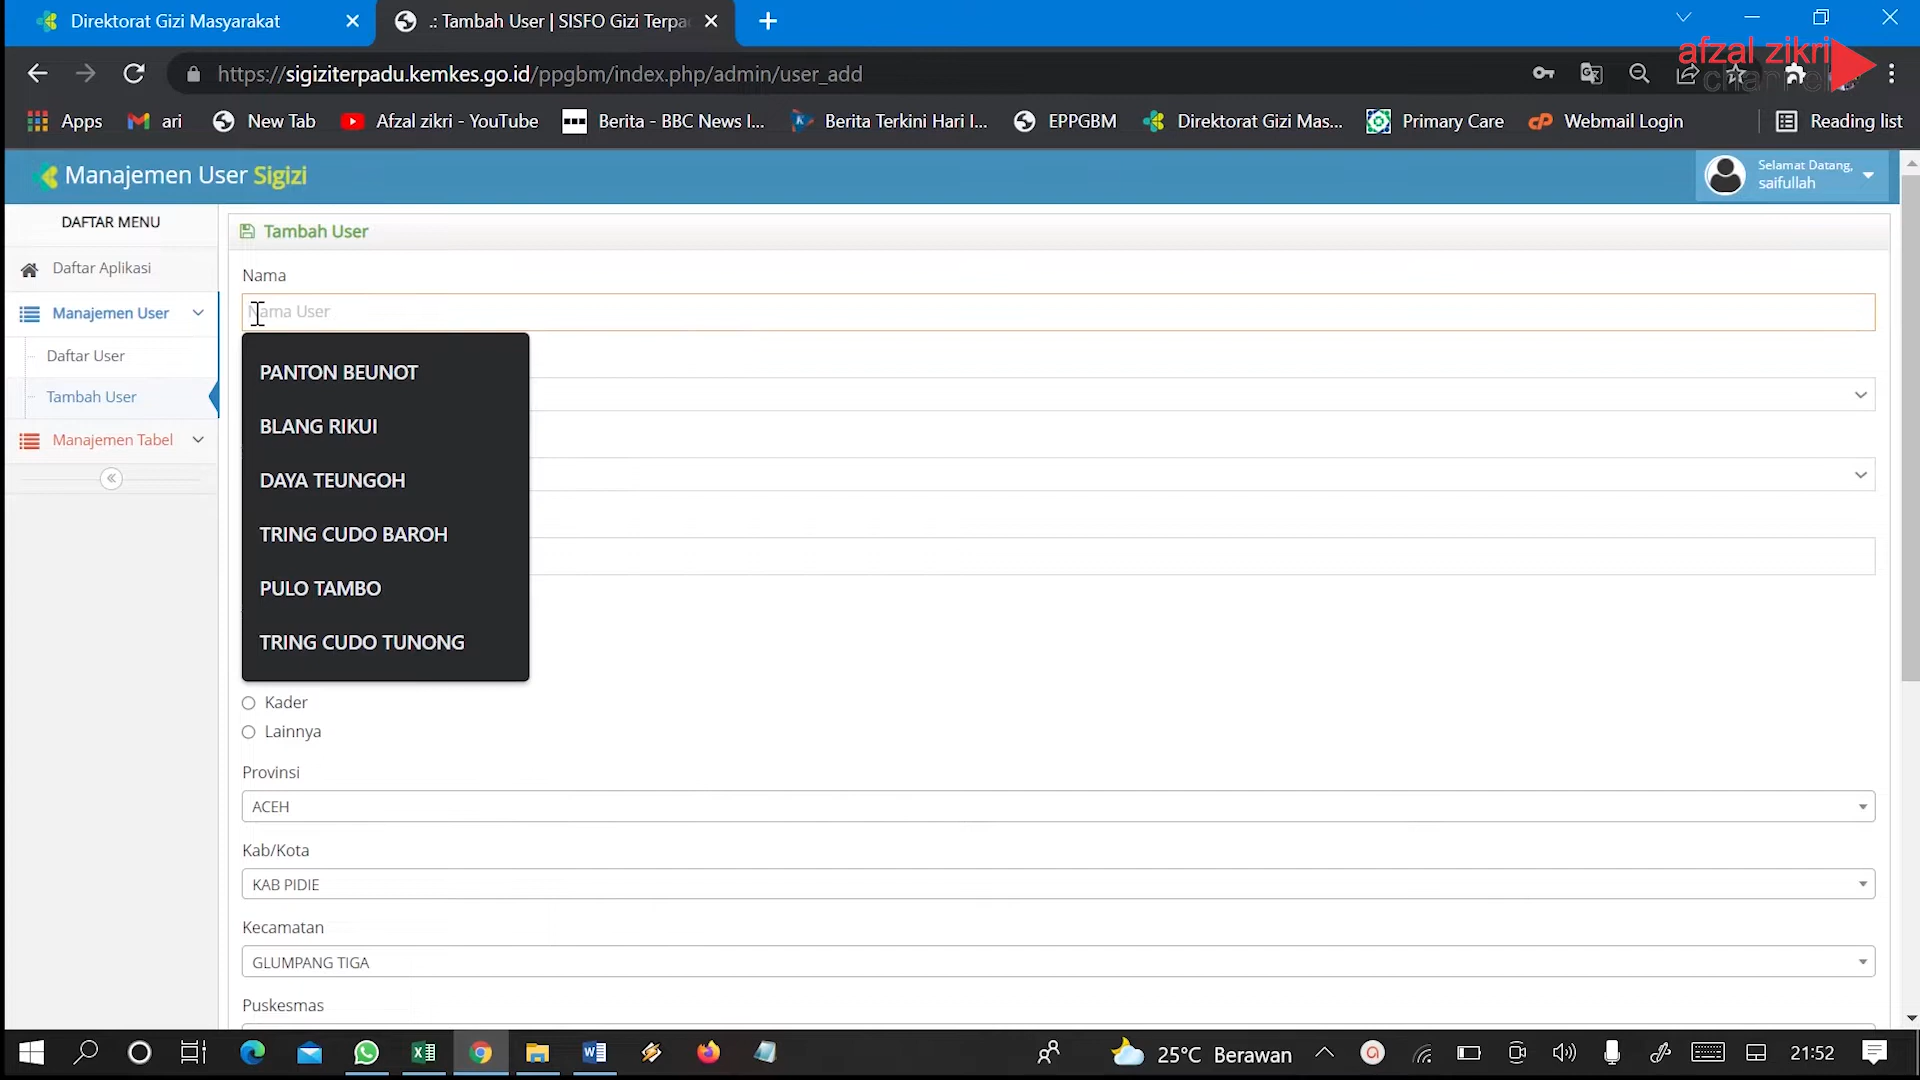 Direktorat Gizi Masyarakat
.: Tambah User | SISFO Gizi Terpa
afzal zikri
channel
https://sigiziterpadu.kemkes.go.id/ppgbm/index.php/admin/user_add
Apps
ari
New Tab
Afzal zikri - YouTube
Berita - BBC News I...
Berita Terkini Hari I...
EPPGBM
Direktorat Gizi Mas...
Primary Care
Webmail Login
Reading list
Manajemen User Sigizi
Selamat Datang,
saifullah
DAFTAR MENU
Daftar Aplikasi
Manajemen User
Daftar User
Tambah User
Manajemen Tabel
Tambah User
Nama
Nama User
PANTON BEUNOT
BLANG RIKUI
DAYA TEUNGOH
TRING CUDO BAROH
PULO TAMBO
TRING CUDO TUNONG
Kader
Lainnya
Provinsi
ACEH
Kab/Kota
KAB PIDIE
Kecamatan
GLUMPANG TIGA
Puskesmas
25°C Berawan
21:52